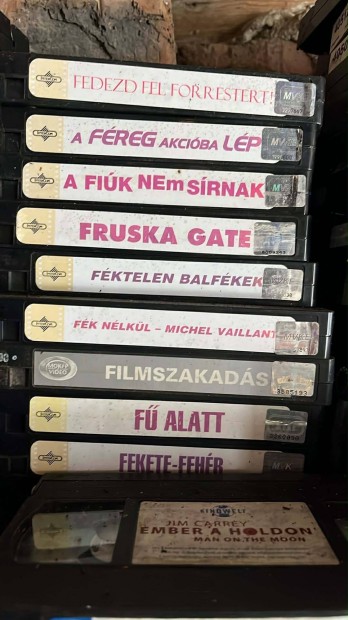 FEDEZD FEL FORRESTERT!
A FÉREG AKCIÓBA LÉP
A FIÚK NEm SÍRNAK
FRUSKA GATE
FÉKTELEN BALFÉKEK
FÉK NÉLKÜL – MICHEL VAILLANT
FILMSZAKADÁS
FŰ ALATT
FEKETE-FEHÉR
JIM CARREY
EMBER A HOLDON
MAN ON THE MOON